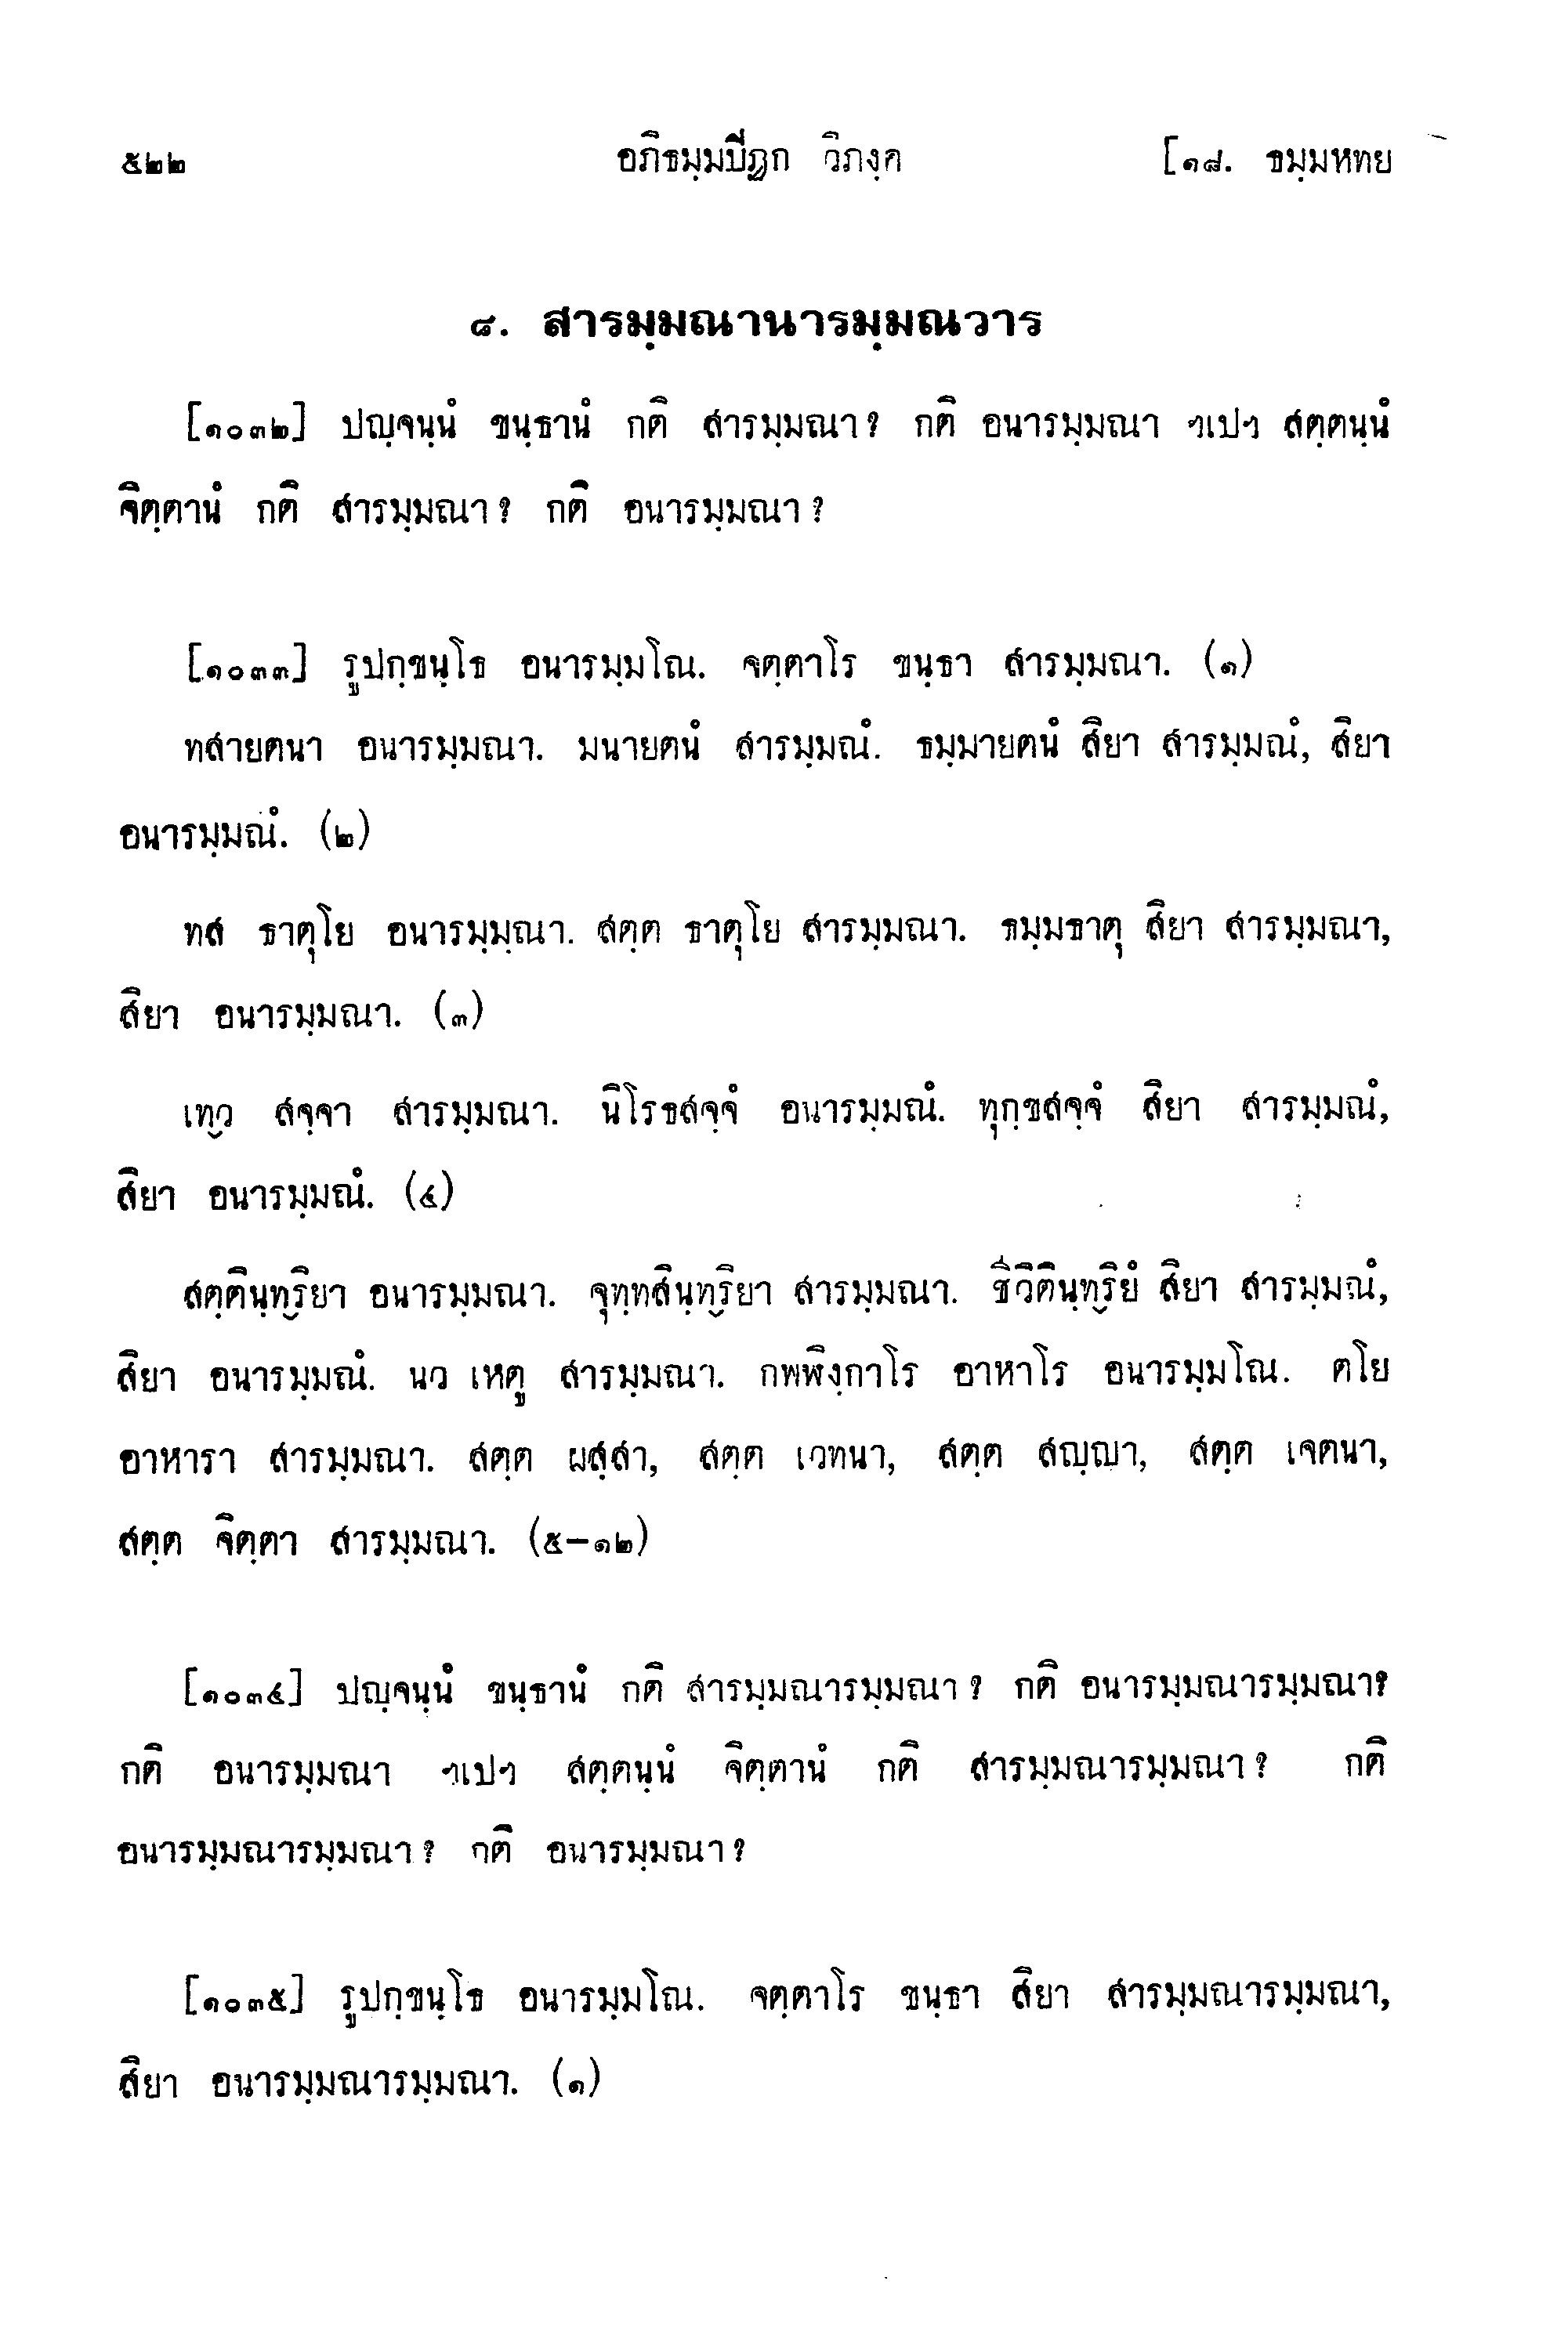 ๕๒๒ อภิธมฺมปิฏก วิภงฺค [๑๘. ธมฺมหทย
๘. สารมฺมณานารมฺมณวาร
[๑๐๓๒] ปญฺจนฺนํ ขนฺธานํ กติ สารมฺมณา? กติ อนารมฺมณา ฯเปฯ สตฺตนฺนํ
จิตฺตานํ กติ สารมฺมณา? กติ อนารมฺมณา?
[๑๐๓๓] รูปกฺขนฺโธ อนารมฺมโณ. จตฺตาโร ขนฺธา สารมฺมณา. (๑)
ทสายตนา อนารมฺมณา. มนายตนํ สารมฺมณํ. ธมฺมายตนํ สิยา สารมฺมณํ, สิยา
อนารมฺมณํ. (๒)
ทส ธาตุโย อนารมฺมฺณา. สตฺต ธาตุโย สารมฺมณา. ธมฺมธาตุ สิยา สารมฺมณา,
สิยา อนารมฺมณา. (๓)
เทฺว สจฺจา สารมฺมณา. นิโรธสจฺจํ อนารมฺมณํ. ทุกฺขสจฺจํ สิยา สารมฺมณํ,
สิยา อนารมฺมณํ. (๔)
สตฺตินฺทฺริยา อนารมฺมณา. จุทฺทสินฺทฺริยา สารมฺมณา. ชีวิตินฺทฺริยํ สิยา สารมฺมณํ,
สิยา อนารมฺมณํ. นว เหตู สารมฺมณา. กพฬิงฺกาโร อาหาโร อนารมฺมโณ. ตโย
อาหารา สารมฺมณา. สตฺต ผสฺสา, สตฺต เวทนา, สตฺต สญฺญา, สตฺต เจตนา,
สตฺต จิตฺตา สารมฺมณา. (๕-๑๒)
[๑๐๓๔] ปญฺจนฺนํ ขนฺธานํ กติ สารมฺมณารมฺมณา? กติ อนารมฺมณารมฺมณา?
กติ อนารมฺมณา ฯเปฯ สตฺตนฺนํ จิตฺตานํ กติ สารมฺมณารมฺมณา? กติ
อนารมฺมณารมฺมณา? กติ อนารมฺมณา?
[๑๐๓๕] รูปกฺขนฺโธ อนารมฺมโณ. จตฺตาโร ขนฺธา สิยา สารมฺมณารมฺมณา,
สิยา อนารมฺมณารมฺมณา. (๑)